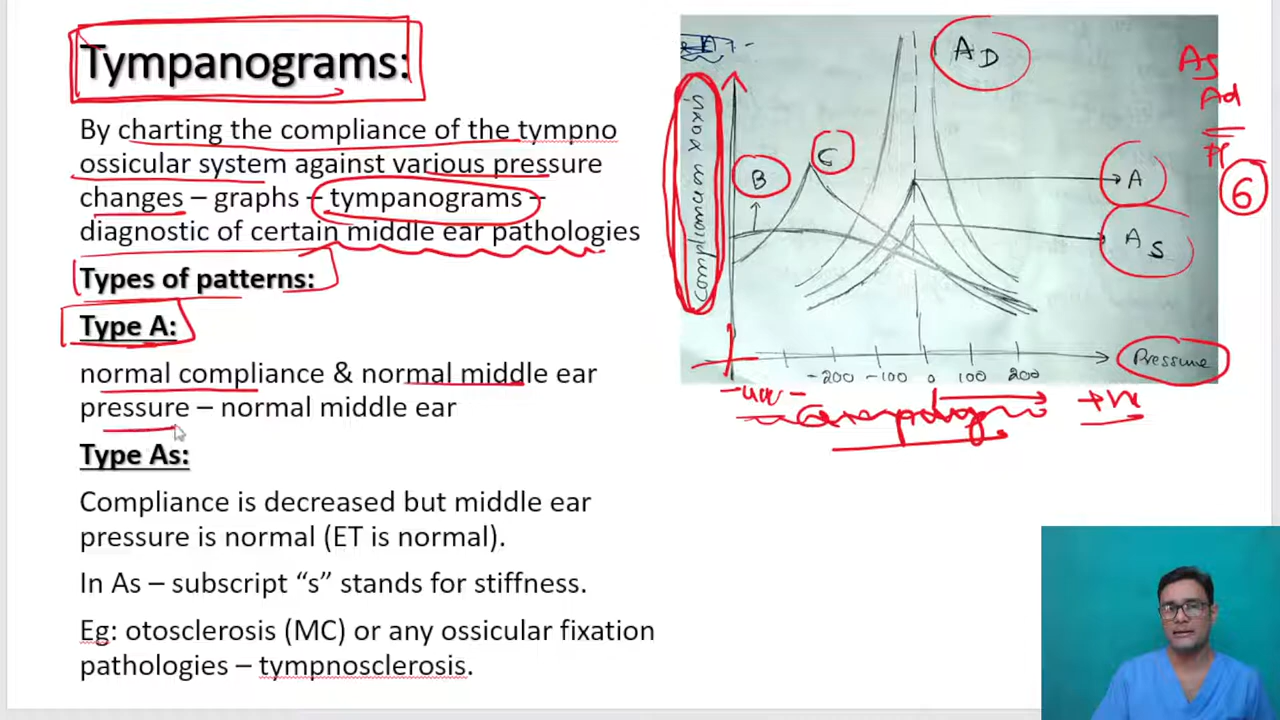 Tympanograms:
By charting the compliance of the tympno
ossicular system against various pressure
changes – graphs – tympanograms –
diagnostic of certain middle ear pathologies
Types of patterns:
Type A:
normal compliance & normal middle ear
pressure – normal middle ear
Type As:
Compliance is decreased but middle ear
pressure is normal (ET is normal).
In As – subscript “s” stands for stiffness.
Eg: otosclerosis (MC) or any ossicular fixation
pathologies – tympnosclerosis.
AD
As
Ad
6
C
B
A
AS
Pressure
-200 -100 0 100 200
+ve